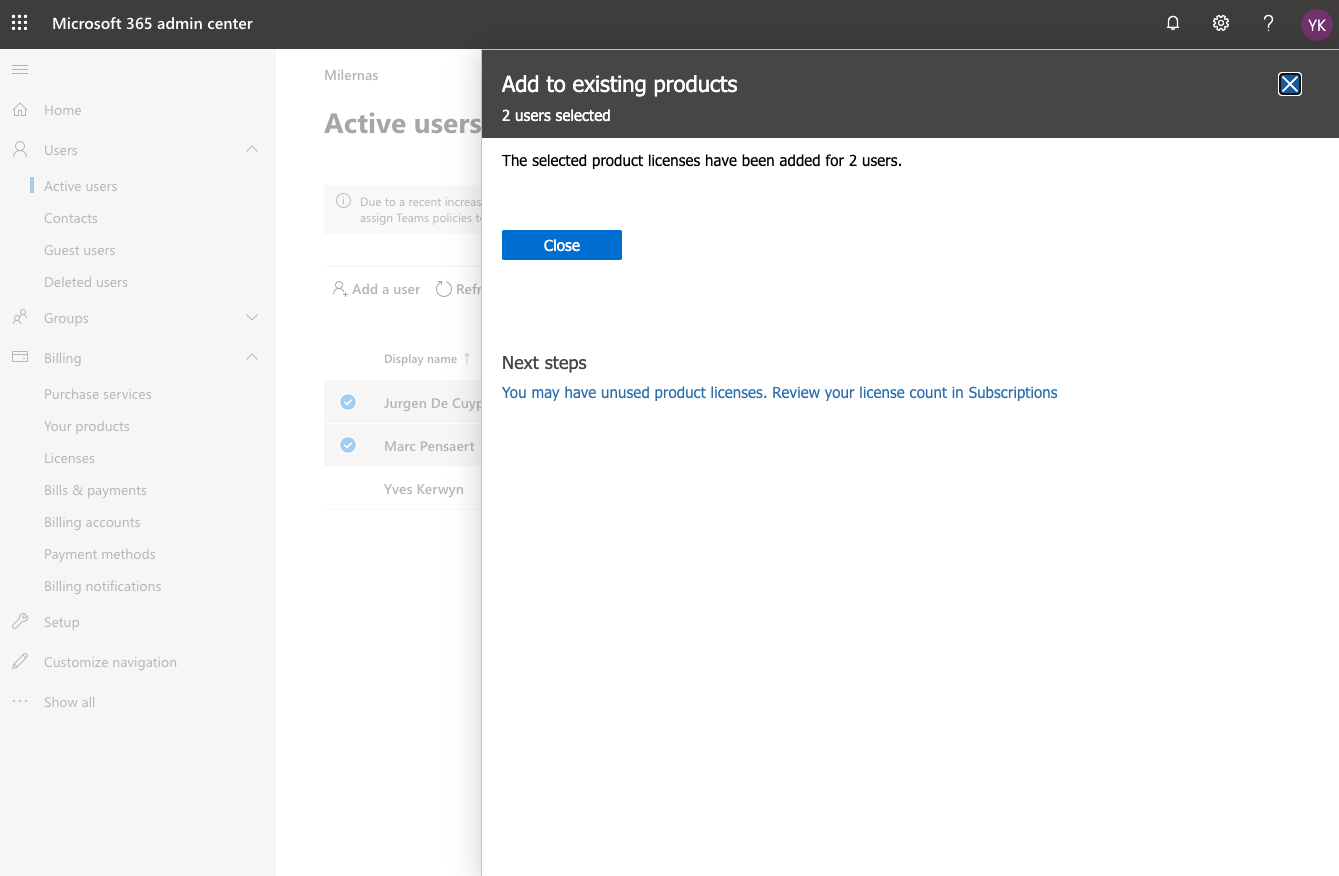 Microsoft 365 admin center
YK
Home
Users
Active users
Contacts
Guest users
Deleted users
Groups
Billing
Purchase services
Your products
Licenses
Bills & payments
Billing accounts
Payment methods
Billing notifications
Setup
Customize navigation
Show all
Milernas
Active users
Due to a recent increas
assign Teams policies t
Add a user
Refr
Display name ↑
Jurgen De Cuyp
Marc Pensaert
Yves Kerwyn
Add to existing products
2 users selected
The selected product licenses have been added for 2 users.
Close
Next steps
You may have unused product licenses. Review your license count in Subscriptions